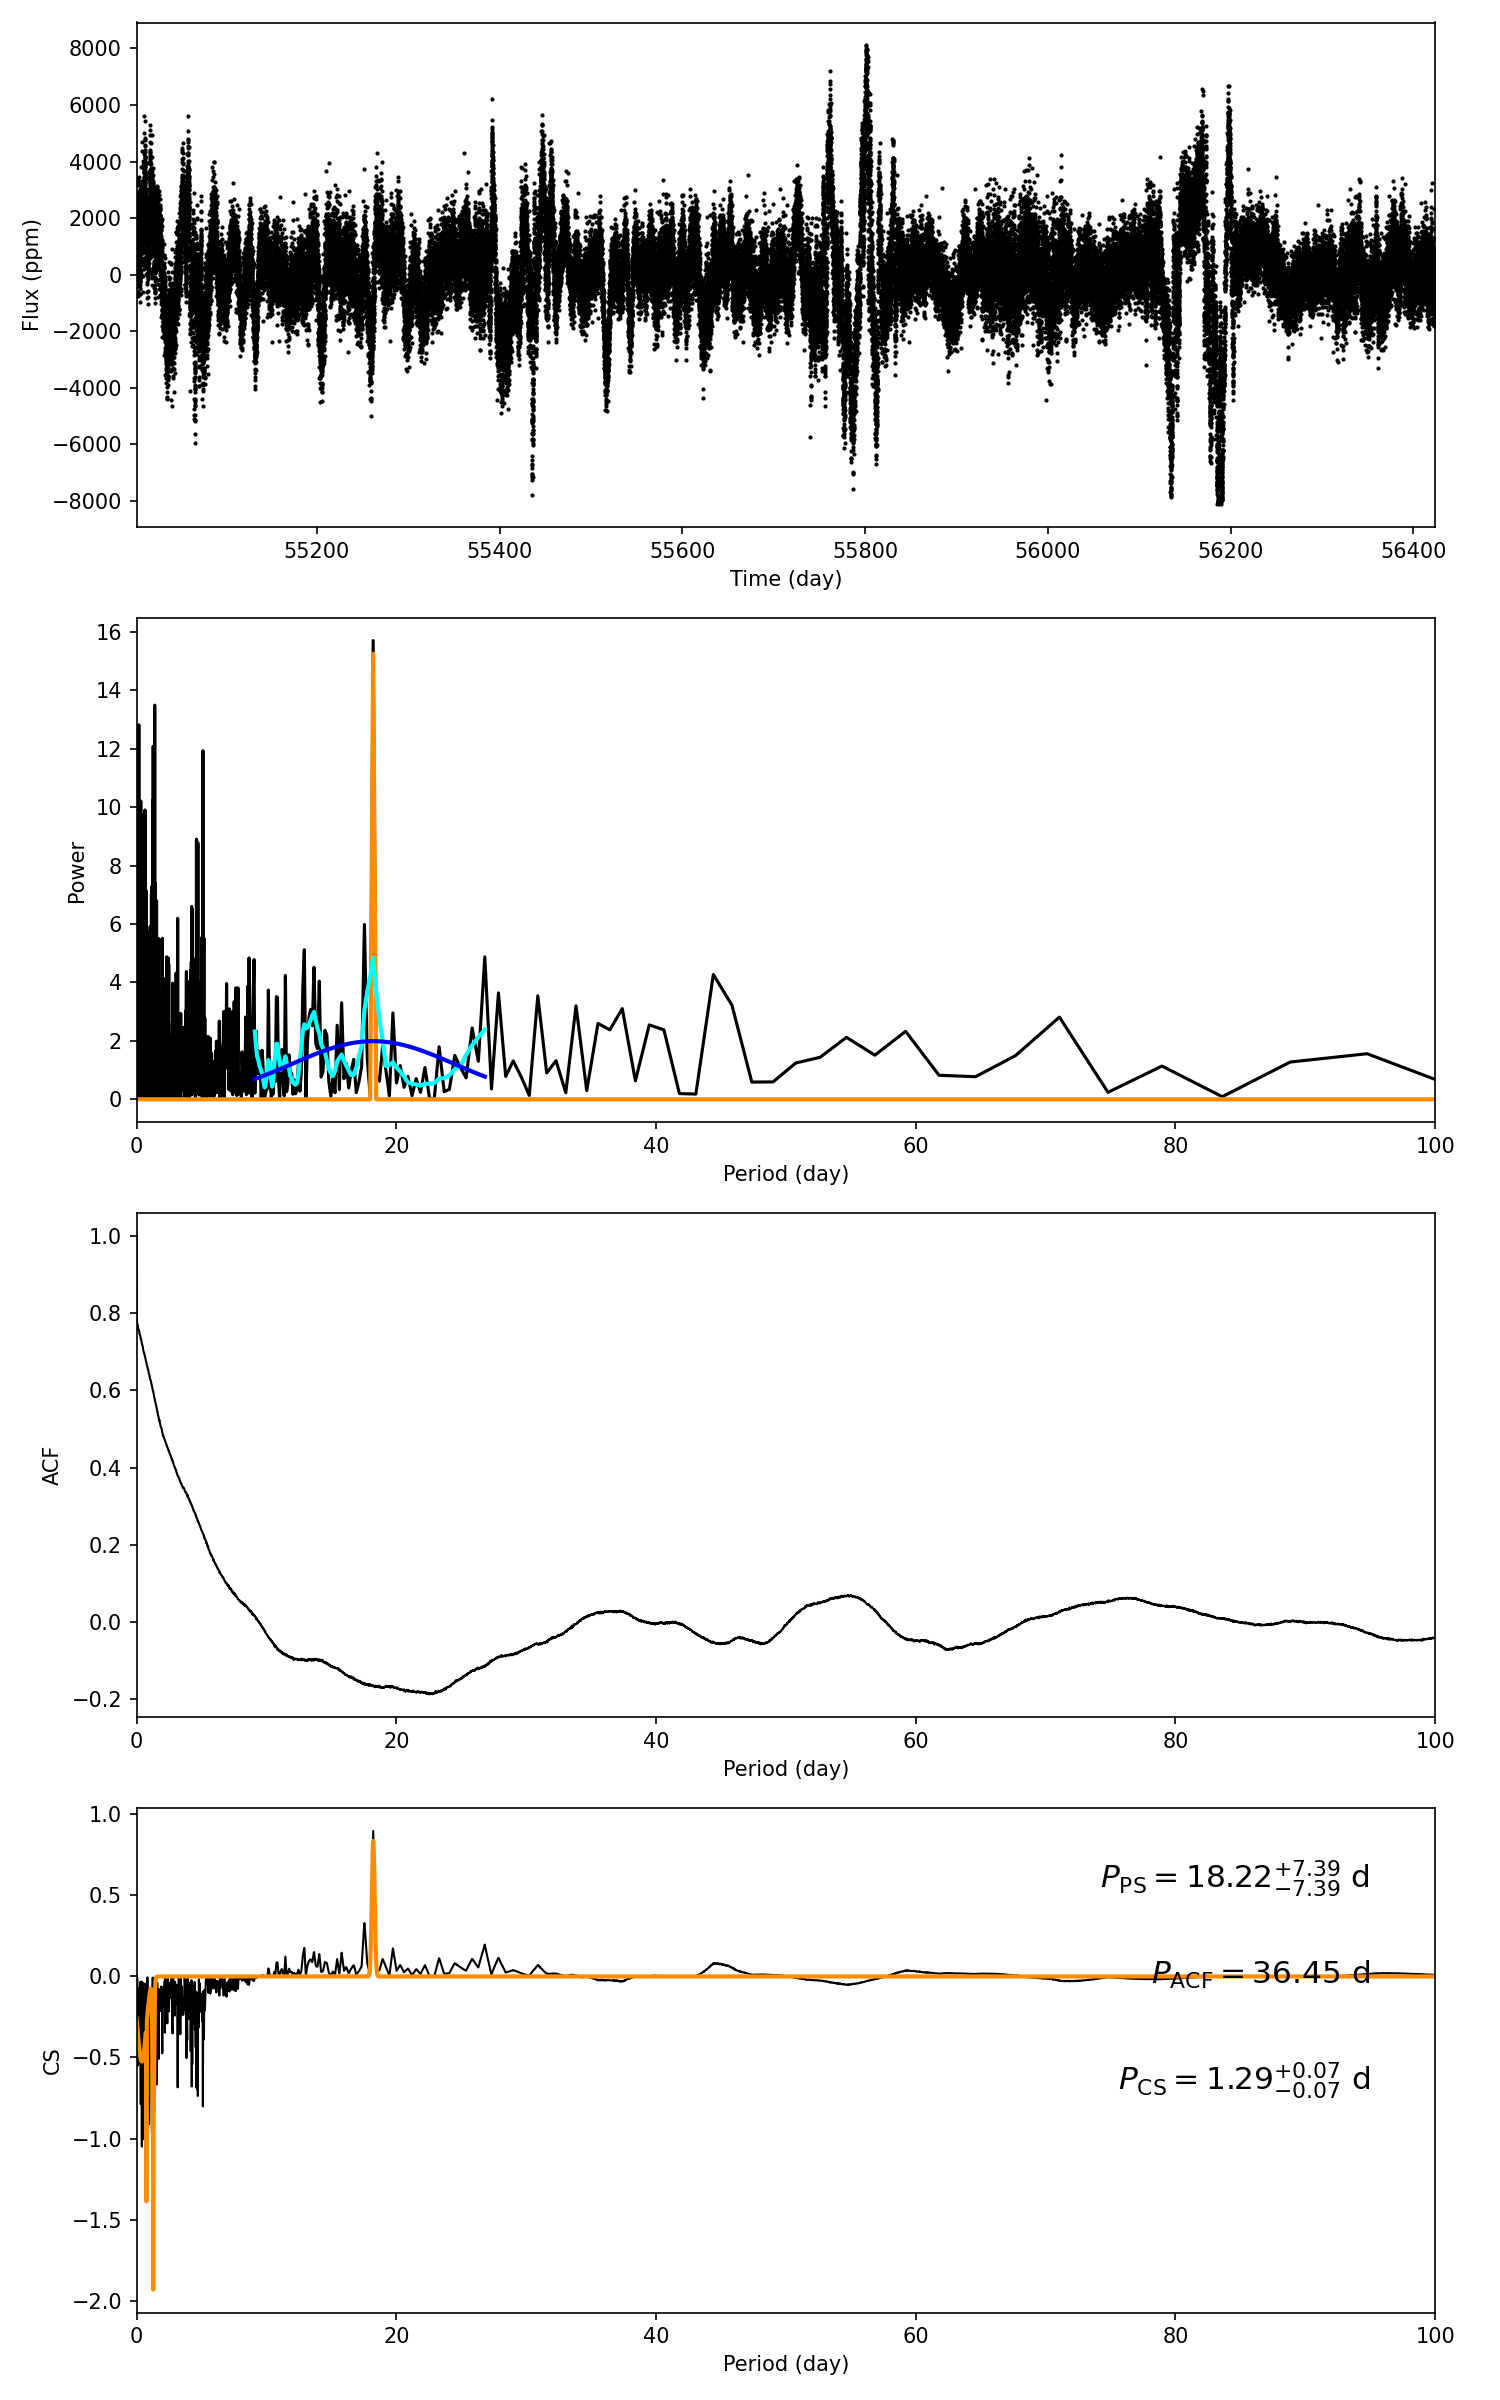 8000
6000
4000
2000
0
−2000
−4000
−6000
−8000
Flux (ppm)
55200 55400 55600 55800 56000 56200 56400
Time (day)
16
14
12
10
8
6
4
2
0
Power
0 20 40 60 80 100
Period (day)
1.0
0.8
0.6
0.4
0.2
0.0
−0.2
ACF
0 20 40 60 80 100
Period (day)
1.0
0.5
0.0
−0.5
−1.0
−1.5
−2.0
CS
P_PS = 18.22^{+7.39}_{−7.39} d
P_ACF = 36.45 d
P_CS = 1.29^{+0.07}_{−0.07} d
0 20 40 60 80 100
Period (day)